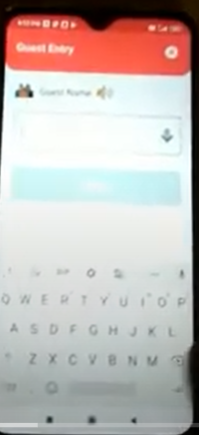 Guest Entry
Guest Name
Q W E R T Y U I O P
A S D F G H J K L
Z X C V B N M